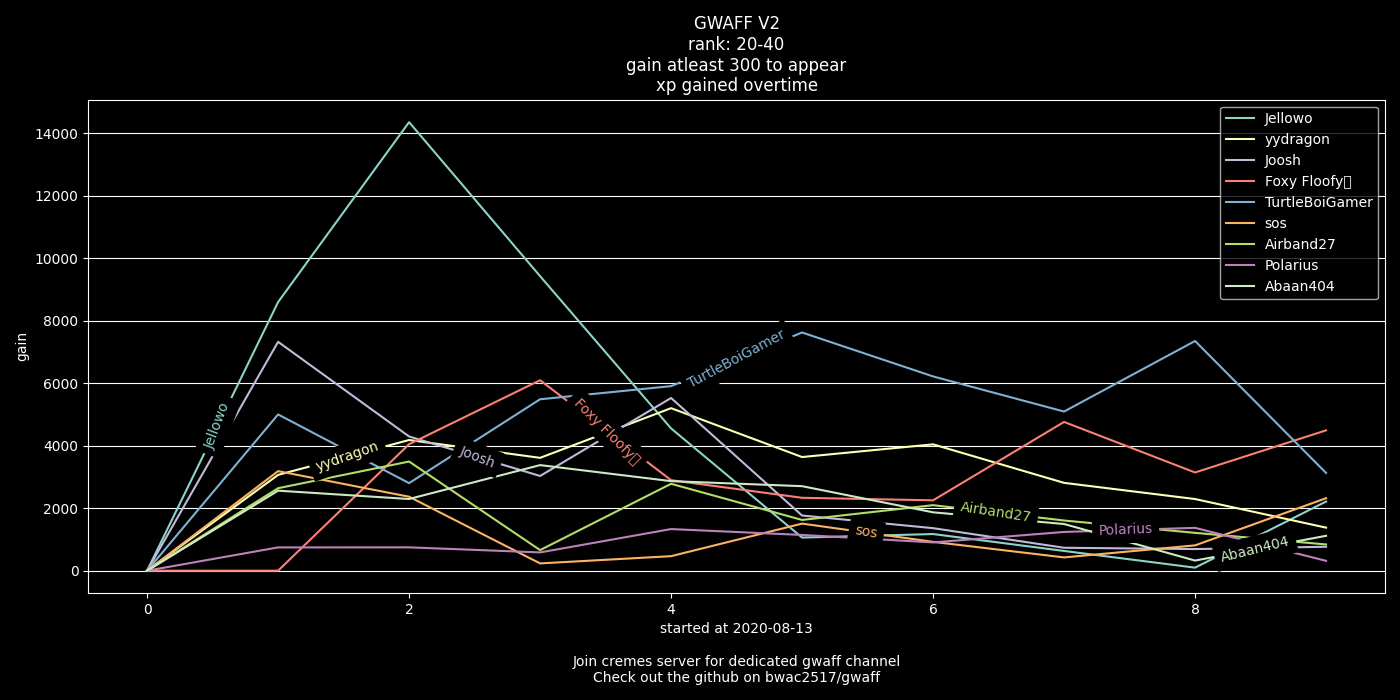 GWAFF V2
rank: 20-40
gain atleast 300 to appear
xp gained overtime
14000
12000
10000
8000
6000
4000
2000
0
gain
Jellowo
yydragon
Joosh
Foxy Floofy
TurtleBoiGamer
sos
Airband27
Polarius
Abaan404
Jellowo
yydragon
Joosh
Foxy Floofy
TurtleBoiGamer
sos
Airband27
Polarius
Abaan404
0 2 4 6 8
started at 2020-08-13
Join cremes server for dedicated gwaff channel
Check out the github on bwac2517/gwaff